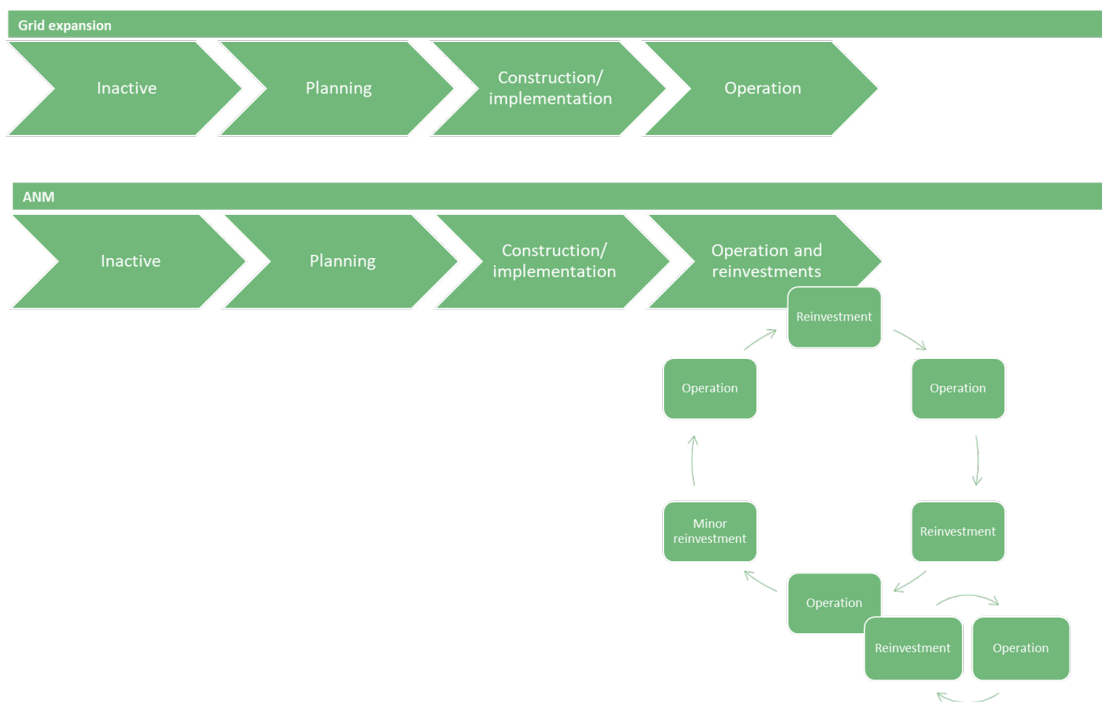 Grid expansion
Inactive
Planning
Construction/
implementation
Operation
ANM
Inactive
Planning
Construction/
implementation
Operation and
reinvestments
Reinvestment
Operation
Operation
Minor
reinvestment
Reinvestment
Operation
Reinvestment
Operation